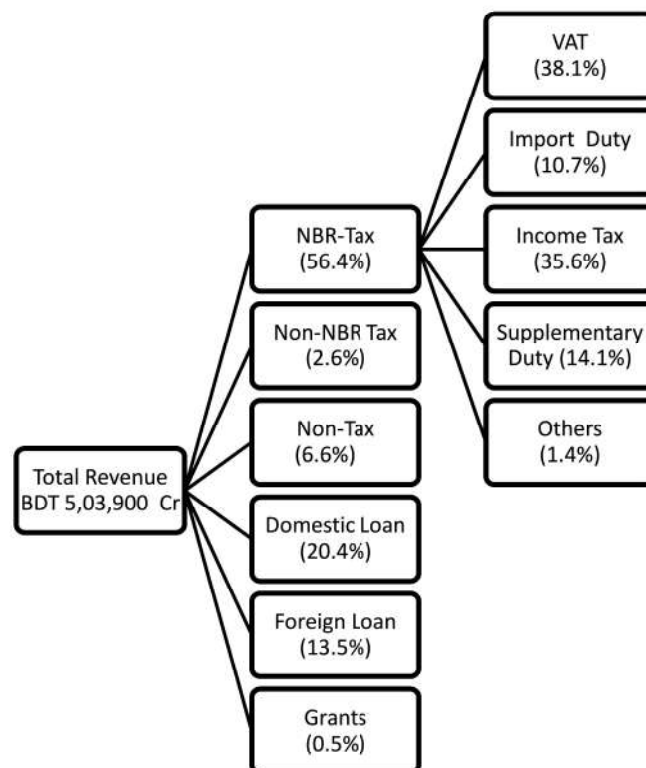 Total Revenue
BDT 5,03,900 Cr
NBR-Tax
(56.4%)
Non-NBR Tax
(2.6%)
Non-Tax
(6.6%)
Domestic Loan
(20.4%)
Foreign Loan
(13.5%)
Grants
(0.5%)
VAT
(38.1%)
Import Duty
(10.7%)
Income Tax
(35.6%)
Supplementary
Duty (14.1%)
Others
(1.4%)